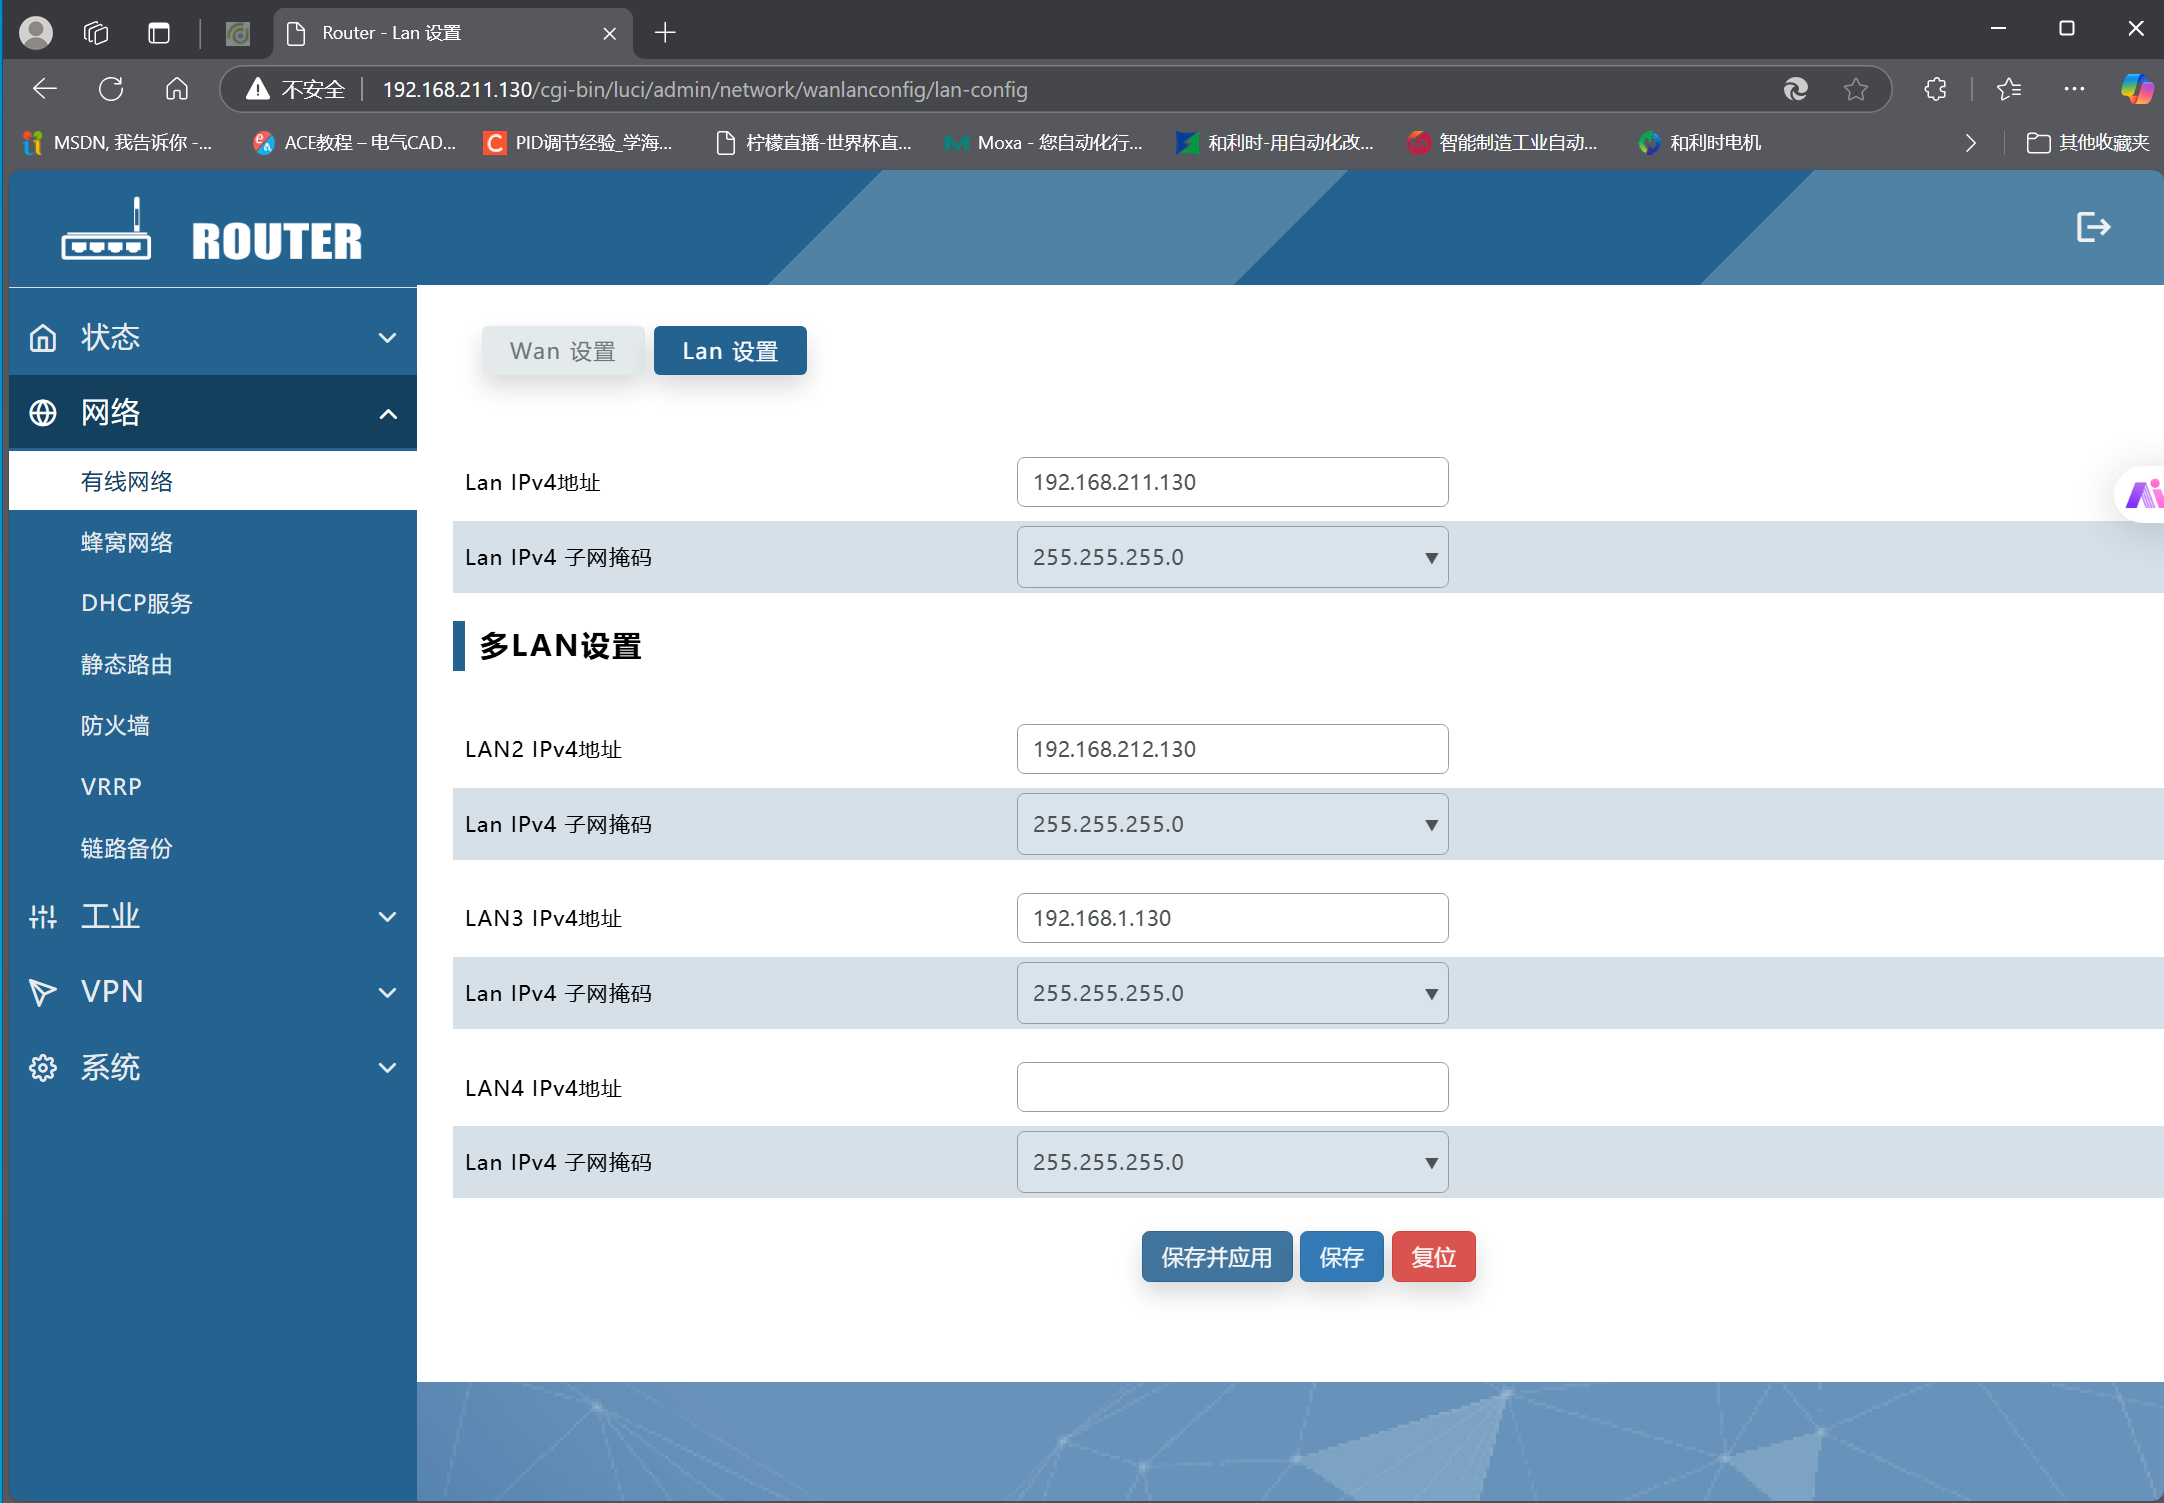 Router - Lan 设置
不安全
192.168.211.130/cgi-bin/luci/admin/network/wanlanconfig/lan-config
MSDN, 我告诉你 -...
ACE教程 – 电气CAD...
PID调节经验_学海...
柠檬直播-世界杯直...
Moxa - 您自动化行...
和利时-用自动化改...
智能制造工业自动...
和利时电机
其他收藏夹
ROUTER
状态
网络
有线网络
蜂窝网络
DHCP服务
静态路由
防火墙
VRRP
链路备份
工业
VPN
系统
Wan 设置
Lan 设置
Lan IPv4地址
192.168.211.130
Lan IPv4 子网掩码
255.255.255.0
多LAN设置
LAN2 IPv4地址
192.168.212.130
Lan IPv4 子网掩码
255.255.255.0
LAN3 IPv4地址
192.168.1.130
Lan IPv4 子网掩码
255.255.255.0
LAN4 IPv4地址
Lan IPv4 子网掩码
255.255.255.0
保存并应用
保存
复位